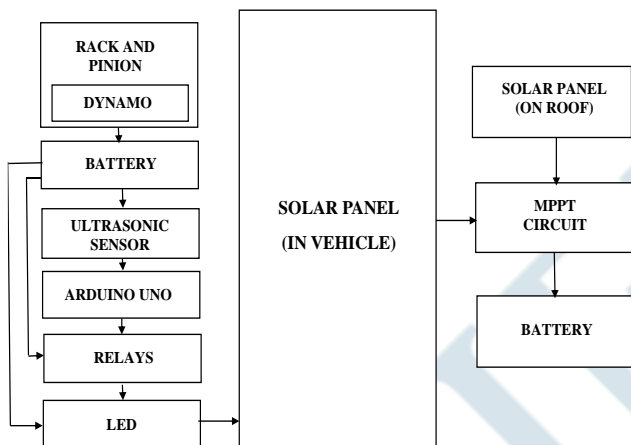 RACK AND
PINION
DYNAMO
BATTERY
ULTRASONIC
SENSOR
ARDUINO UNO
RELAYS
LED
SOLAR PANEL
(IN VEHICLE)
SOLAR PANEL
(ON ROOF)
MPPT
CIRCUIT
BATTERY